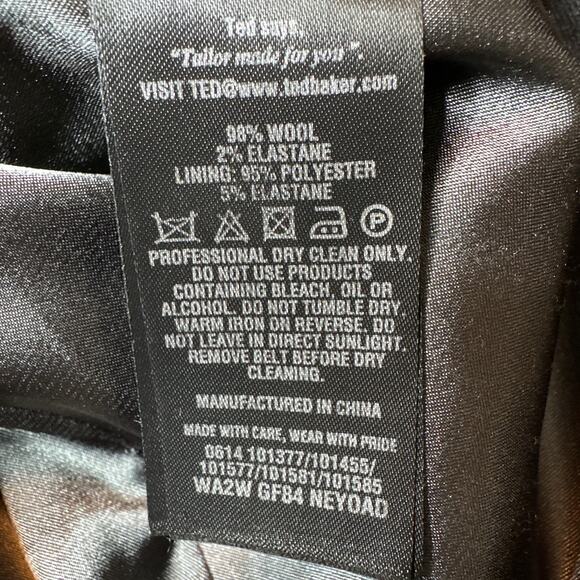 Ted says,
"Tailor made for you".
VISIT TED@www.tedbaker.com
98% WOOL
2% ELASTANE
LINING: 95% POLYESTER
5% ELASTANE
P
PROFESSIONAL DRY CLEAN ONLY.
DO NOT USE PRODUCTS
CONTAINING BLEACH, OIL OR
ALCOHOL. DO NOT TUMBLE DRY
WARM IRON ON REVERSE. DO
NOT LEAVE IN DIRECT SUNLIGHT.
REMOVE BELT BEFORE DRY
CLEANING.
MANUFACTURED IN CHINA
MADE WITH CARE, WEAR WITH PRIDE
0614 101377/101455/
101577/101581/101585
WA2W GF84 NEYOAD